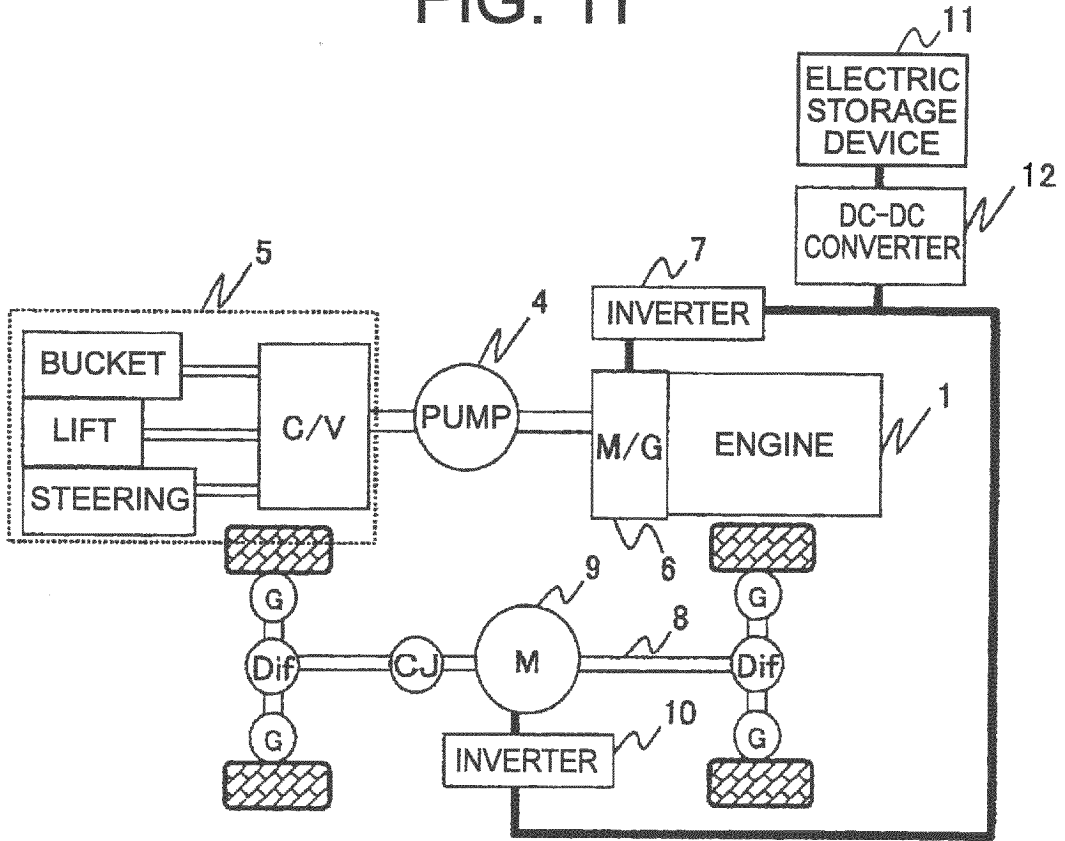 FIG.
11
ELECTRIC
STORAGE
DEVICE
12
DC-DC
CONVERTER
7
INVERTER
5
4
BUCKET
LIFT
STEERING
C/V
PUMP
M/G
ENGINE
1
6
9
8
G
G
Dif
CJ
M
Dif
10
G
G
INVERTER